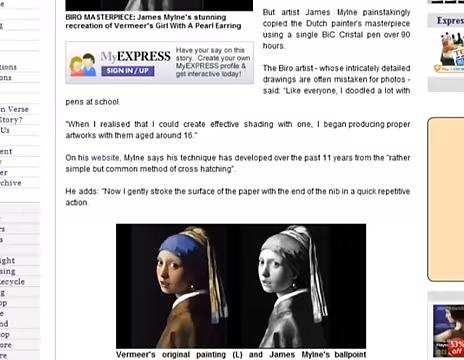 BIRO MASTERPIECE: James Mylne's stunning
recreation of Vermeer's Girl With A Pearl Earring
But artist James Mylne painstakingly
copied the Dutch painter's masterpiece
using a single BiC Cristal pen over 90
hours.
MyEXPRESS
SIGN IN / UP
Have your say on this
story. Create your own
MyEXPRESS profile &
get interactive today!
The Biro artist - whose intricately detailed
drawings are often mistaken for photos -
said: "Like everyone, I doodled a lot with
pens at school.
"When I realised that I could create effective shading with one, I began producing proper
artworks with them aged around 16."
On his website, Mylne says his technique has developed over the past 11 years from the "rather
simple but common method of cross hatching".
He adds: "Now I gently stroke the surface of the paper with the end of the nib in a quick repetitive
action.
Vermeer's original painting (L) and James Mylne's ballpoint
n Verse
Story?
Us
Expres
53%
off